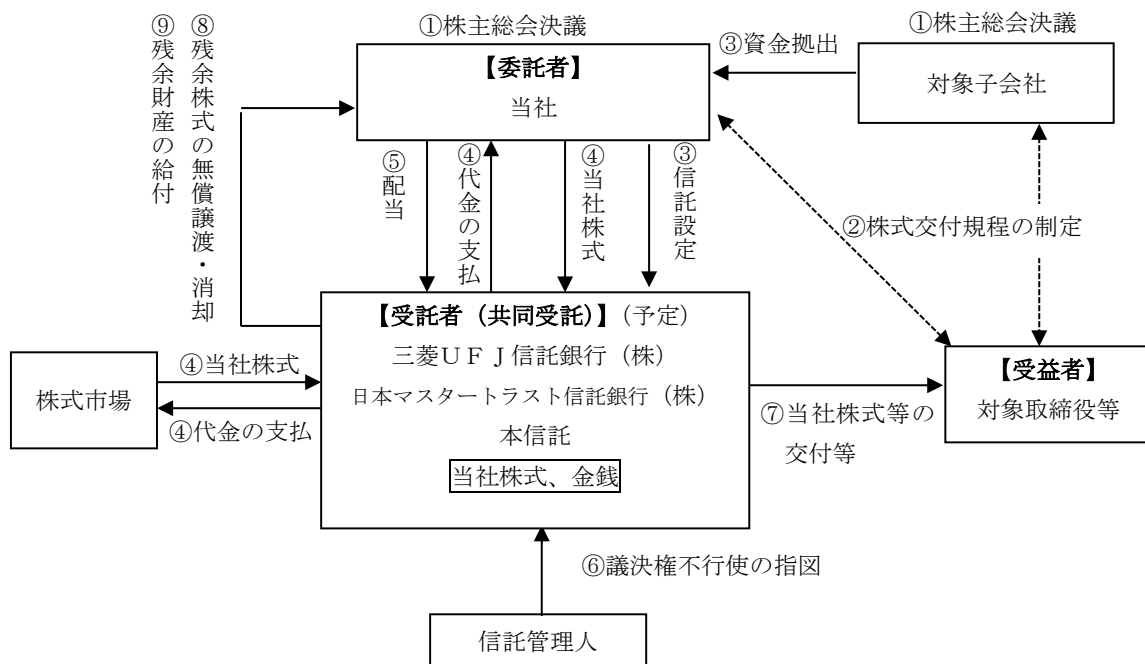 ⑨残余財産の給付
⑧残余株式の無償譲渡・消却
①株主総会決議
【委託者】
当社
③資金拠出
①株主総会決議
対象子会社
⑤配当
④代金の支払
④当社株式
③信託設定
②株式交付規程の制定
【受託者（共同受託）】（予定）
三菱ＵＦＪ信託銀行（株）
日本マスタートラスト信託銀行（株）
本信託
当社株式、金銭
株式市場
④当社株式
④代金の支払
⑦当社株式等の
交付等
【受益者】
対象取締役等
⑥議決権不行使の指図
信託管理人